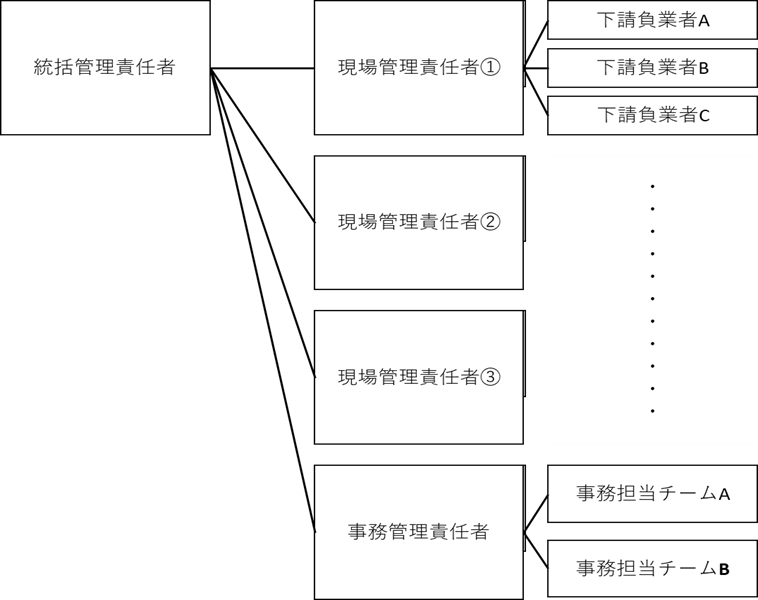 統括管理責任者
現場管理責任者①
下請負業者A
下請負業者B
下請負業者C
現場管理責任者②
現場管理責任者③
事務管理責任者
事務担当チームA
事務担当チームB